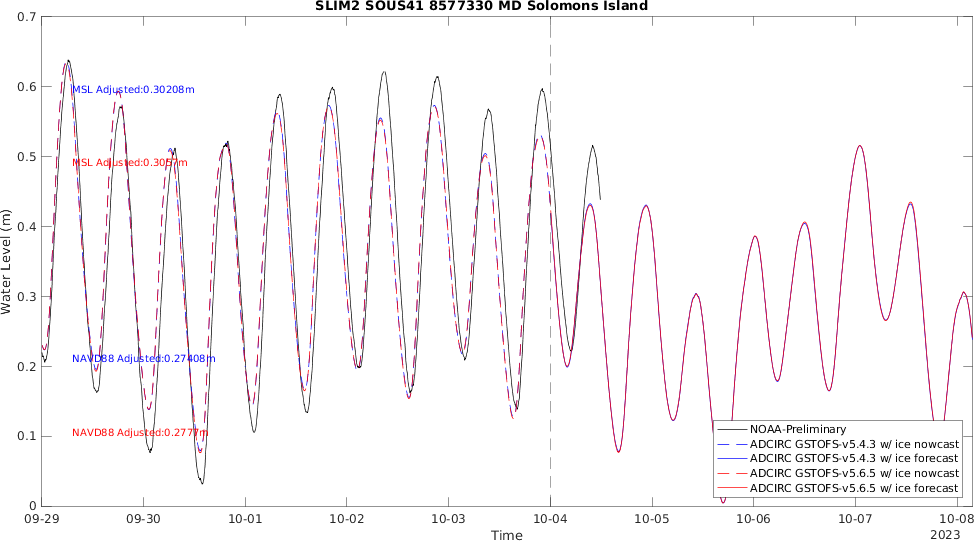 SLIM2 SOUS41 8577330 MD Solomons Island
Water Level (m)
0.7
0.6
0.5
0.4
0.3
0.2
0.1
0
MSL Adjusted:0.30208m
MSL Adjusted:0.3057m
NAVD88 Adjusted:0.27408m
NAVD88 Adjusted:0.2777m
NOAA-Preliminary
ADCIRC GSTOFS-v5.4.3 w/ ice nowcast
ADCIRC GSTOFS-v5.4.3 w/ ice forecast
ADCIRC GSTOFS-v5.6.5 w/ ice nowcast
ADCIRC GSTOFS-v5.6.5 w/ ice forecast
09-29 09-30 10-01 10-02 10-03 10-04 10-05 10-06 10-07 10-08
Time
2023